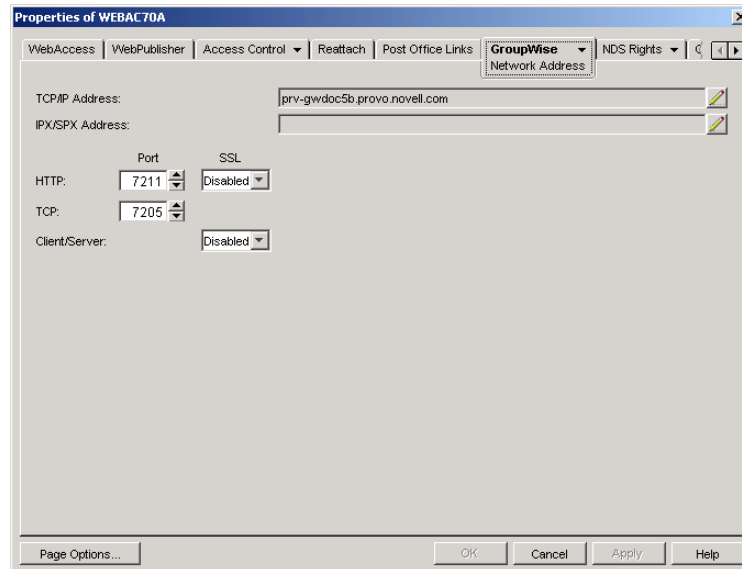 Properties of WEBAC70A
WebAccess WebPublisher Access Control Reattach Post Office Links GroupWise NDS Rights
Network Address
TCP/IP Address: prv-gwdoc5b.provo.novell.com
IPX/SPX Address:
Port SSL
HTTP: 7211 Disabled
TCP: 7205
Client/Server: Disabled
Page Options... OK Cancel Apply Help